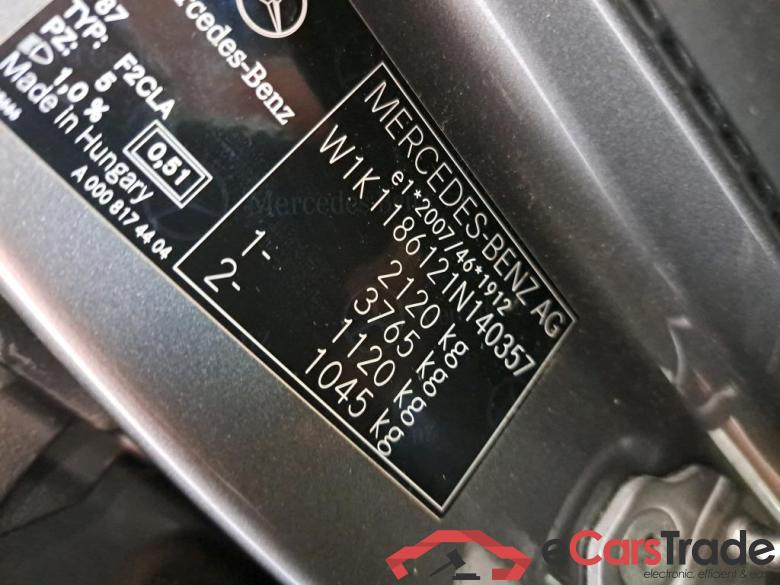 Mercedes-Benz
87
TYP: F2CLA
PZ: 5
1,0 %
0,51
Made in Hungary
A 000 817 44 04
MERCEDES-BENZ AG
e1*2007/46*1912
W1K1186121N140357
2120 kg
3765 kg
1- 1120 kg
2- 1045 kg
eCarsTrade
electronic, efficient &